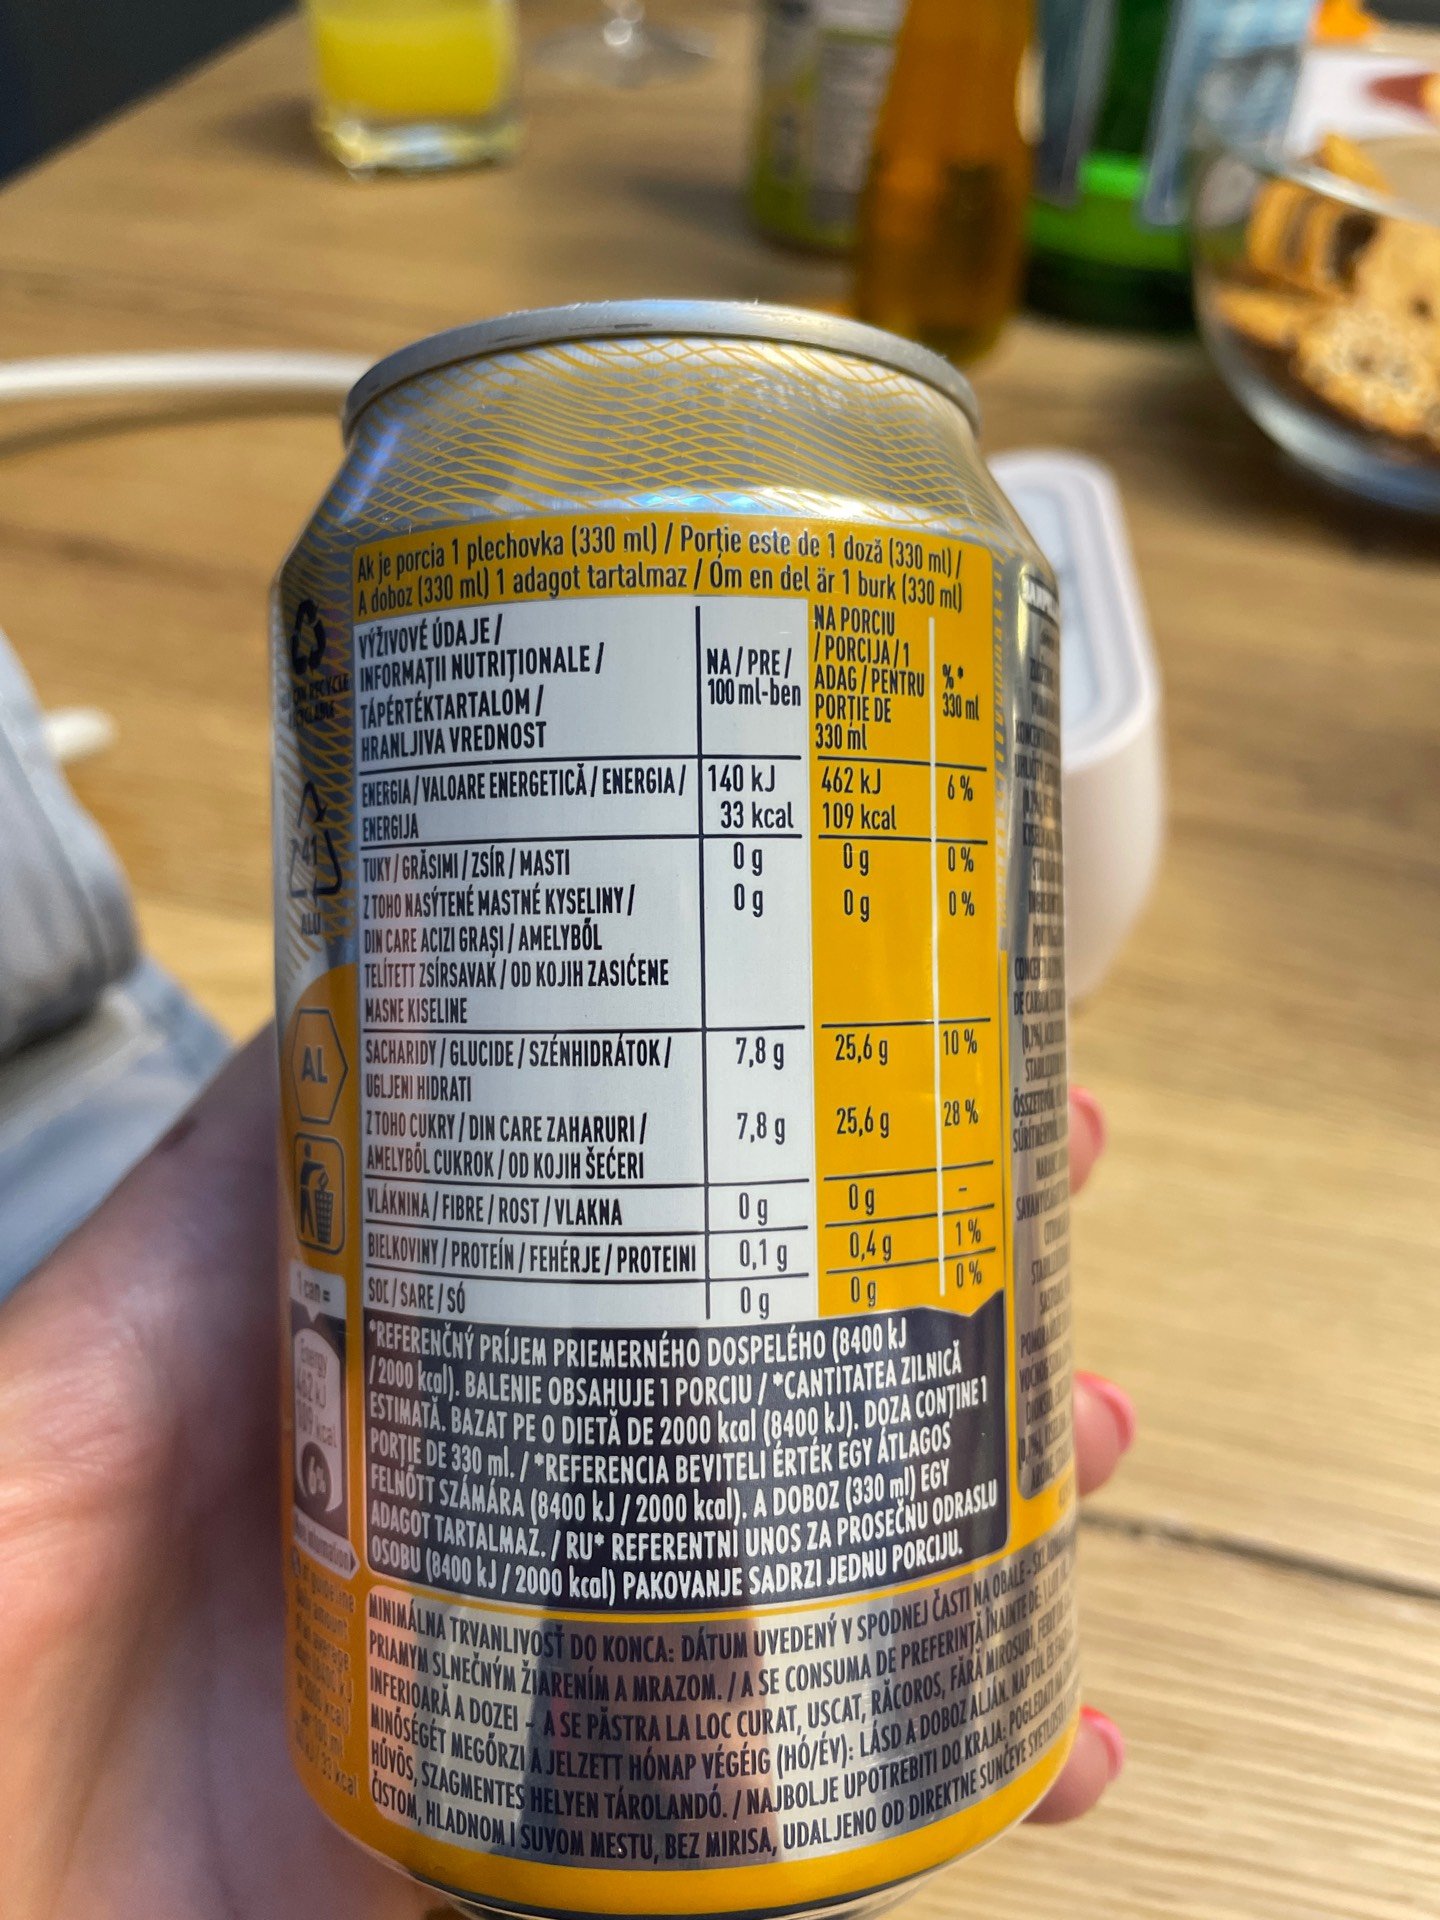 Ak je porcia 1 plechovka (330 ml) / Porție este de 1 doză (330 ml) /
A doboz (330 ml) 1 adagot tartalmaz / Om en del är 1 burk (330 ml)
VÝŽIVOVÉ ÚDAJE /
INFORMAȚII NUTRIȚIONALE /
TÁPÉRTÉKTARTALOM /
HRANLJIVA VREDNOST
NA / PRE /
100 ml-ben
NA PORCIU
/ PORCIJA / 1
ADAG / PENTRU
PORȚIE DE
330 ml
%*
330 ml
ENERGIA / VALOARE ENERGETICĂ / ENERGIA / 140 kJ 462 kJ 6 %
ENERGIJA 33 kcal 109 kcal
TUKY / GRĂSIMI / ZSÍR / MASTI 0 g 0 g 0 %
Z TOHO NASÝTENÉ MASTNÉ KYSELINY / 0 g 0 g 0 %
DIN CARE ACIZI GRAȘI / AMELYBŐL
TELÍTETT ZSÍRSAVAK / OD KOJIH ZASIĆENE
MASNE KISELINE
SACHARIDY / GLUCIDE / SZÉNHIDRÁTOK / 7,8 g 25,6 g 10 %
UGLJENI HIDRATI
Z TOHO CUKRY / DIN CARE ZAHARURI / 7,8 g 25,6 g 28 %
AMELYBŐL CUKROK / OD KOJIH ŠEĆERI
VLÁKNINA / FIBRE / ROST / VLAKNA 0 g 0 g -
BIELKOVINY / PROTEÍN / FEHÉRJE / PROTEINI 0,1 g 0,4 g 1 %
SOĽ / SARE / SÓ 0 g 0 g 0 %
*REFERENČNÝ PRÍJEM PRIEMERNÉHO DOSPELÉHO (8400 kJ
/ 2000 kcal). BALENIE OBSAHUJE 1 PORCIU / *CANTITATEA ZILNICĂ
ESTIMATĂ. BAZAT PE O DIETĂ DE 2000 kcal (8400 kJ). DOZA CONȚINE 1
PORȚIE DE 330 ml. / *REFERENCIA BEVITELI ÉRTÉK EGY ÁTLAGOS
FELNŐTT SZÁMÁRA (8400 kJ / 2000 kcal). A DOBOZ (330 ml) EGY
ADAGOT TARTALMAZ. / RU* REFERENTNI UNOS ZA PROSEČNU ODRASLU
OSOBU (8400 kJ / 2000 kcal) PAKOVANJE SADRZI JEDNU PORCIJU.
MINIMÁLNA TRVANLIVOSŤ DO KONCA: DÁTUM UVEDENÝ V SPODNEJ ČASTI NA OBALE -
PRIAMYM SLNEČNÝM ŽIARENÍM A MRAZOM. / A SE CONSUMA DE PREFERINȚĂ ÎNAINTE DE:
INFERIOARĂ A DOZEI - A SE PĂSTRA LA LOC CURAT, USCAT, RĂCOROS, FĂRĂ MIROSURI.
MINŐSÉGÉT MEGŐRZI A JELZETT HÓNAP VÉGÉIG (HÓ/ÉV): LÁSD A DOBOZ ALJÁN.
HŰVÖS, SZAGMENTES HELYEN TÁROLANDÓ. / NAJBOLJE UPOTREBITI DO KRAJA:
ČISTOM, HLADNOM I SUVOM MESTU, BEZ MIRISA, UDALJENO OD DIREKTNE SUNČEVE
41
ALU
AL
1 can =
Energy
6%